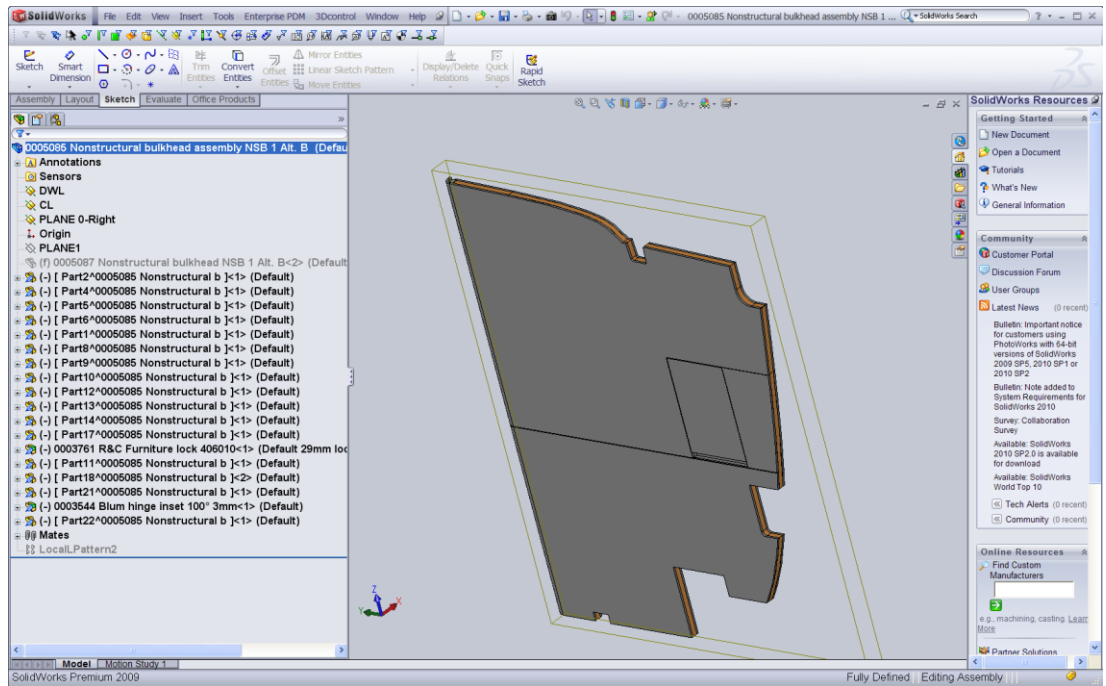 SolidWorks File Edit View Insert Tools Enterprise PDM 3Dcontrol Window Help 0005085 Nonstructural bulkhead assembly NSB 1 ... SolidWorks Search
Sketch
Smart Dimension
Trim Entities
Convert Entities
Offset Entities
Mirror Entities
Linear Sketch Pattern
Move Entities
Display/Delete Relations
Quick Snaps
Rapid Sketch
Assembly Layout Sketch Evaluate Office Products
0005085 Nonstructural bulkhead assembly NSB 1 Alt. B (Defau
Annotations
Sensors
DWL
CL
PLANE 0-Right
Origin
PLANE1
(f) 0005087 Nonstructural bulkhead NSB 1 Alt. B<2> (Default
(-) [ Part2^0005085 Nonstructural b ]<1> (Default)
(-) [ Part4^0005085 Nonstructural b ]<1> (Default)
(-) [ Part5^0005085 Nonstructural b ]<1> (Default)
(-) [ Part6^0005085 Nonstructural b ]<1> (Default)
(-) [ Part1^0005085 Nonstructural b ]<1> (Default)
(-) [ Part8^0005085 Nonstructural b ]<1> (Default)
(-) [ Part9^0005085 Nonstructural b ]<1> (Default)
(-) [ Part10^0005085 Nonstructural b ]<1> (Default)
(-) [ Part12^0005085 Nonstructural b ]<1> (Default)
(-) [ Part13^0005085 Nonstructural b ]<1> (Default)
(-) [ Part14^0005085 Nonstructural b ]<1> (Default)
(-) [ Part17^0005085 Nonstructural b ]<1> (Default)
(-) 0003761 R&C Furniture lock 406010<1> (Default 29mm loc
(-) [ Part11^0005085 Nonstructural b ]<1> (Default)
(-) [ Part18^0005085 Nonstructural b ]<2> (Default)
(-) [ Part21^0005085 Nonstructural b ]<1> (Default)
(-) 0003544 Blum hinge inset 100° 3mm<1> (Default)
(-) [ Part22^0005085 Nonstructural b ]<1> (Default)
Mates
LocalLPattern2
Z
Y X
SolidWorks Resources
Getting Started
New Document
Open a Document
Tutorials
What's New
General Information
Community
Customer Portal
Discussion Forum
User Groups
Latest News (0 recent)
Bulletin: Important notice
for customers using
PhotoWorks with 64-bit
versions of SolidWorks
2009 SP5, 2010 SP1 or
2010 SP2
Bulletin: Note added to
System Requirements for
SolidWorks 2010
Survey: Collaboration
Survey
Available: SolidWorks
2010 SP2.0 is available
for download
Available: SolidWorks
World Top 10
Tech Alerts (0 recent)
Community (0 recent)
Online Resources
Find Custom
Manufacturers
e.g., machining, casting. Learn
More
Partner Solutions
Model Motion Study 1
SolidWorks Premium 2009 Fully Defined Editing Assembly